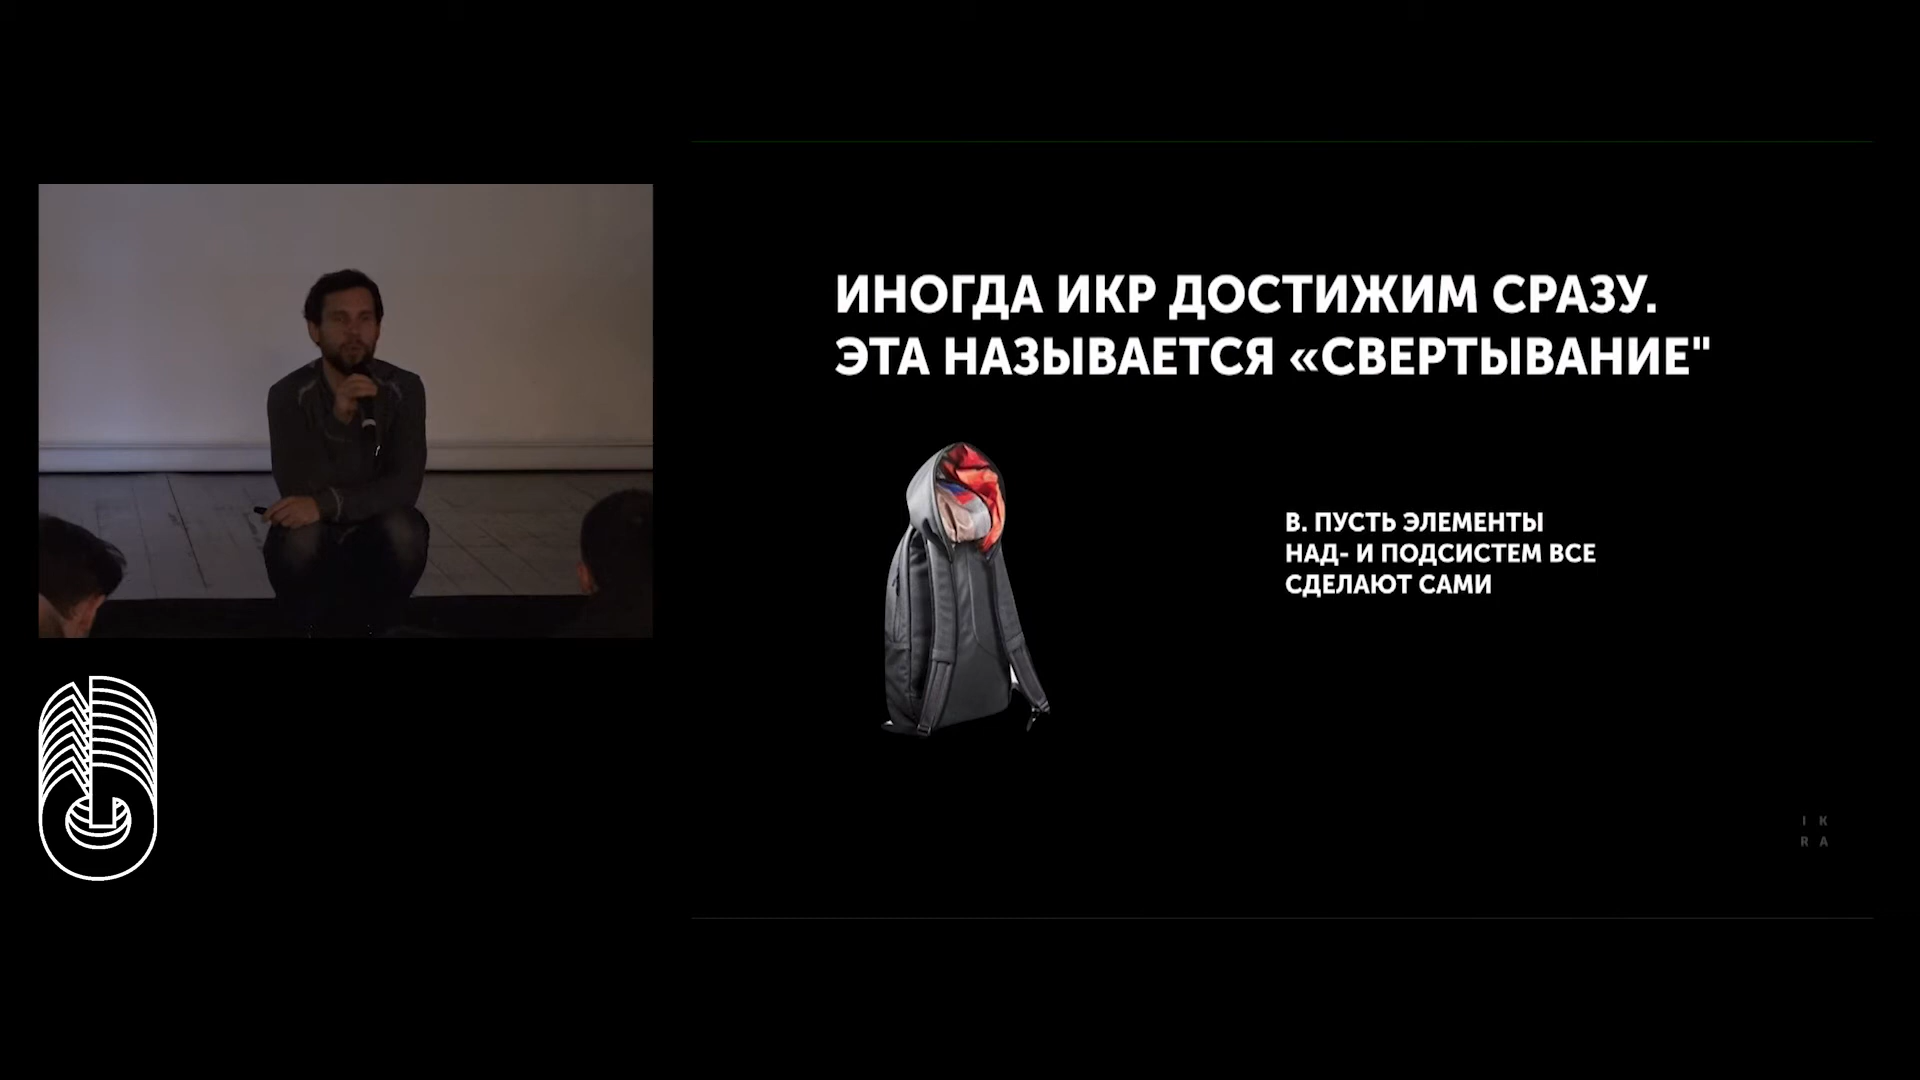 ИНОГДА ИКР ДОСТИЖИМ СРАЗУ.
ЭТА НАЗЫВАЕТСЯ «СВЕРТЫВАНИЕ"
В. ПУСТЬ ЭЛЕМЕНТЫ
НАД- И ПОДСИСТЕМ ВСЕ
СДЕЛАЮТ САМИ
I K
R A